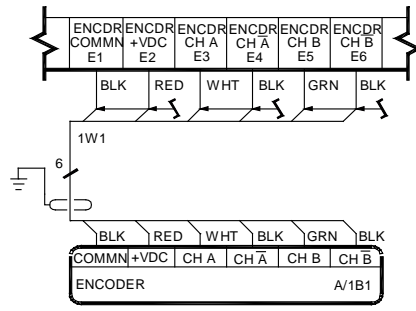 ENCDR ENCDR ENCDR ENCDR ENCDR ENCDR
COMMN +VDC CH A CH A̅ CH B CH B̅
E1 E2 E3 E4 E5 E6
BLK RED WHT BLK GRN BLK
1W1
6
BLK RED WHT BLK GRN BLK
COMMN +VDC CH A CH A̅ CH B CH B̅
ENCODER A/1B1